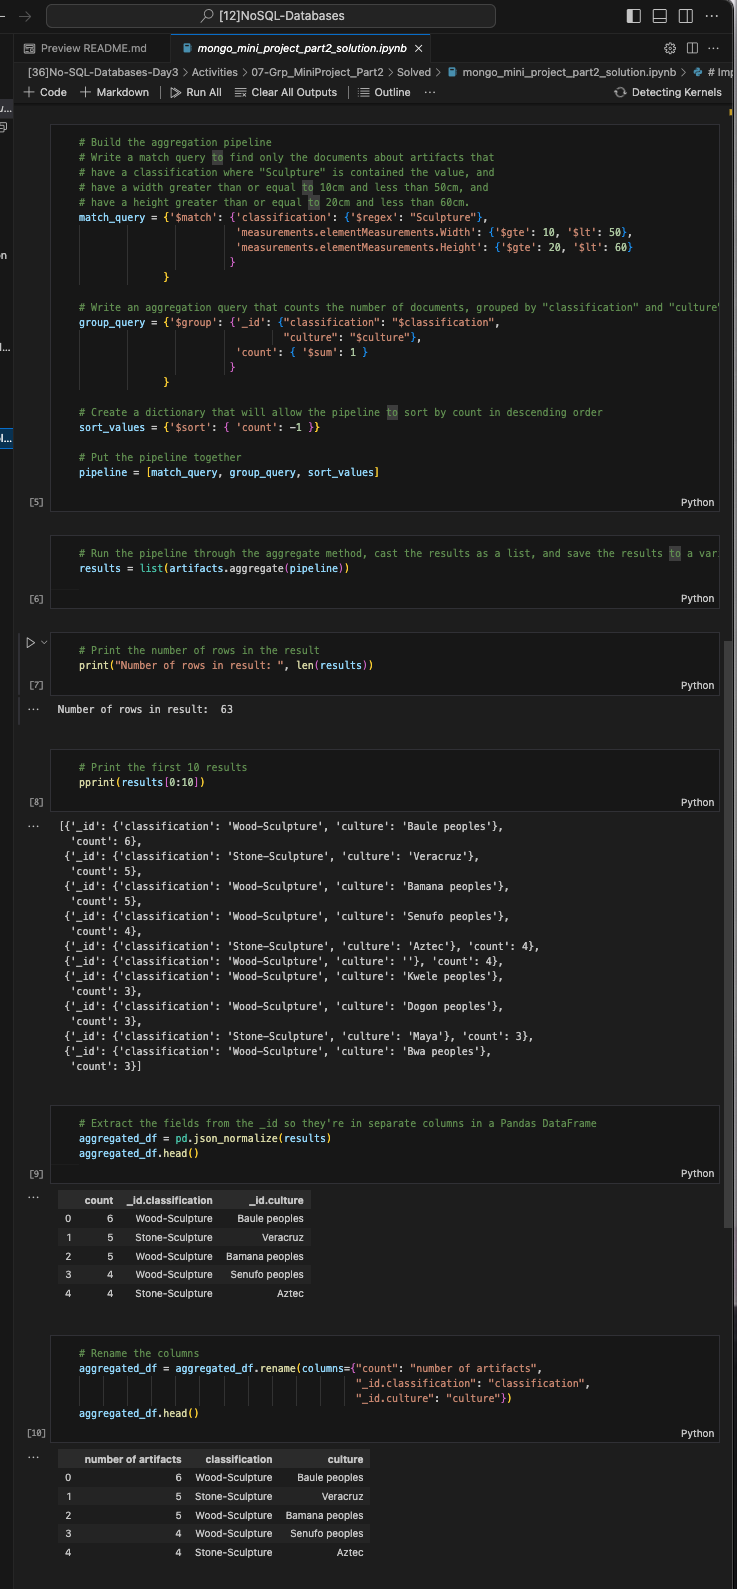 [12]NoSQL-Databases
Preview README.md
mongo_mini_project_part2_solution.ipynb
[36]No-SQL-Databases-Day3 > Activities > 07-Grp_MiniProject_Part2 > Solved > mongo_mini_project_part2_solution.ipynb > # Imp
+ Code + Markdown Run All Clear All Outputs Outline ... Detecting Kernels
# Build the aggregation pipeline
# Write a match query to find only the documents about artifacts that
# have a classification where "Sculpture" is contained the value, and
# have a width greater than or equal to 10cm and less than 50cm, and
# have a height greater than or equal to 20cm and less than 60cm.
match_query = {'$match': {'classification': {'$regex': "Sculpture"},
'measurements.elementMeasurements.Width': {'$gte': 10, '$lt': 50},
'measurements.elementMeasurements.Height': {'$gte': 20, '$lt': 60}
}
}
# Write an aggregation query that counts the number of documents, grouped by "classification" and "culture"
group_query = {'$group': {'_id': {"classification": "$classification",
"culture": "$culture"},
'count': { '$sum': 1 }
}
}
# Create a dictionary that will allow the pipeline to sort by count in descending order
sort_values = {'$sort': { 'count': -1 }}
# Put the pipeline together
pipeline = [match_query, group_query, sort_values]
[5]
Python
# Run the pipeline through the aggregate method, cast the results as a list, and save the results to a var
results = list(artifacts.aggregate(pipeline))
[6]
Python
# Print the number of rows in the result
print("Number of rows in result: ", len(results))
[7]
Python
Number of rows in result:  63
# Print the first 10 results
pprint(results[0:10])
[8]
Python
[{'_id': {'classification': 'Wood-Sculpture', 'culture': 'Baule peoples'},
'count': 6},
{'_id': {'classification': 'Stone-Sculpture', 'culture': 'Veracruz'},
'count': 5},
{'_id': {'classification': 'Wood-Sculpture', 'culture': 'Bamana peoples'},
'count': 5},
{'_id': {'classification': 'Wood-Sculpture', 'culture': 'Senufo peoples'},
'count': 4},
{'_id': {'classification': 'Stone-Sculpture', 'culture': 'Aztec'}, 'count': 4},
{'_id': {'classification': 'Wood-Sculpture', 'culture': ''}, 'count': 4},
{'_id': {'classification': 'Wood-Sculpture', 'culture': 'Kwele peoples'},
'count': 3},
{'_id': {'classification': 'Wood-Sculpture', 'culture': 'Dogon peoples'},
'count': 3},
{'_id': {'classification': 'Stone-Sculpture', 'culture': 'Maya'}, 'count': 3},
{'_id': {'classification': 'Wood-Sculpture', 'culture': 'Bwa peoples'},
'count': 3}]
# Extract the fields from the _id so they're in separate columns in a Pandas DataFrame
aggregated_df = pd.json_normalize(results)
aggregated_df.head()
[9]
Python
count _id.classification _id.culture
0 6 Wood-Sculpture Baule peoples
1 5 Stone-Sculpture Veracruz
2 5 Wood-Sculpture Bamana peoples
3 4 Wood-Sculpture Senufo peoples
4 4 Stone-Sculpture Aztec
# Rename the columns
aggregated_df = aggregated_df.rename(columns={"count": "number of artifacts",
"_id.classification": "classification",
"_id.culture": "culture"})
aggregated_df.head()
[10]
Python
number of artifacts classification culture
0 6 Wood-Sculpture Baule peoples
1 5 Stone-Sculpture Veracruz
2 5 Wood-Sculpture Bamana peoples
3 4 Wood-Sculpture Senufo peoples
4 4 Stone-Sculpture Aztec